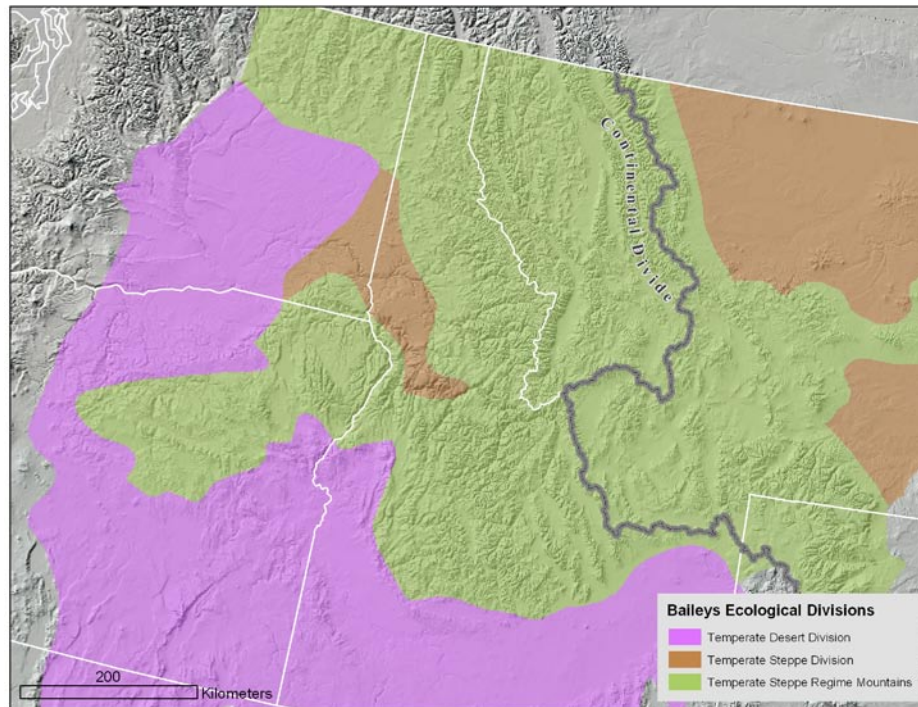 Continental Divide
Baileys Ecological Divisions
Temperate Desert Division
Temperate Steppe Division
Temperate Steppe Regime Mountains
200
Kilometers